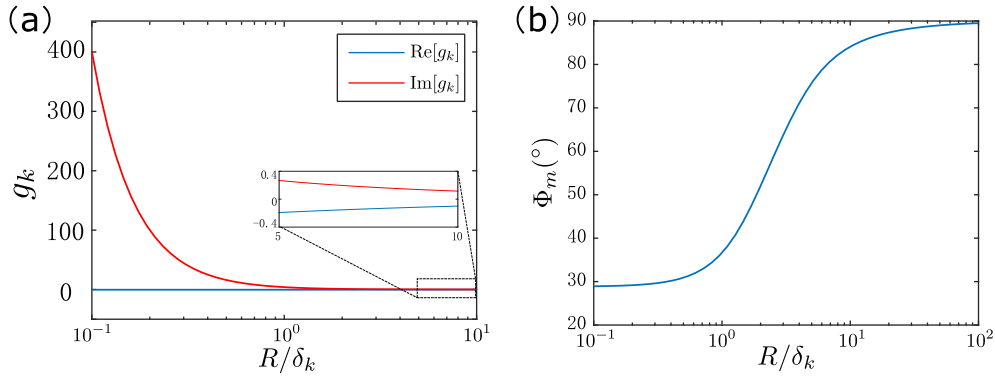 (a)
400
300
200
100
0
g_k
Re[g_k]
Im[g_k]
0.4
0
−0.4
5 10
10^{-1} 10^0 10^1
R/δ_k
(b)
90
80
70
60
50
40
30
20
Φ_m(°)
10^{-1} 10^0 10^1 10^2
R/δ_k